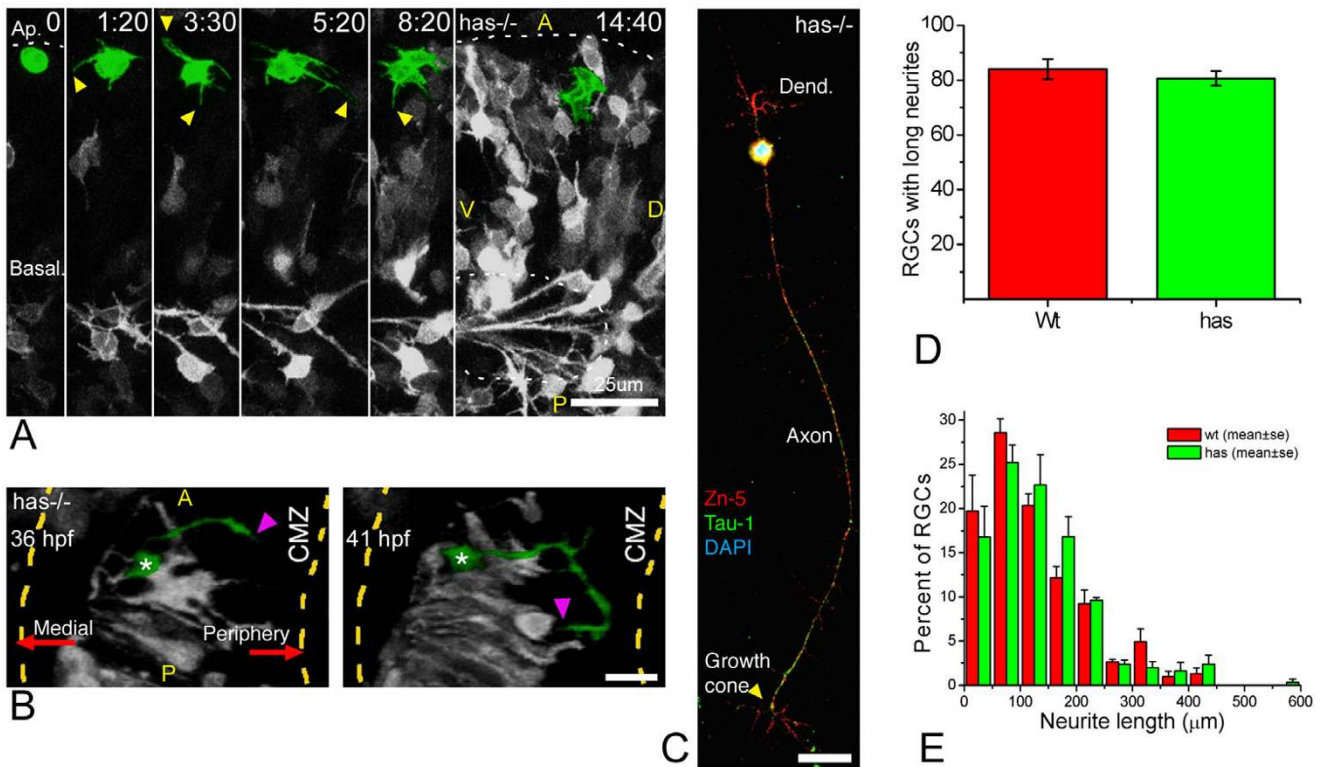 Ap. 0 1:20 3:30 5:20 8:20 has-/- A 14:40
Basal. V D
25um
P
A
has-/- A
36 hpf CMZ
Medial Periphery
P
41 hpf CMZ
B
has-/-
Dend.
Axon
Zn-5
Tau-1
DAPI
Growth
cone
C
RGCs with long neurites
100
80
60
40
20
Wt has
D
Percent of RGCs
30
25
20
15
10
5
0
wt (mean±se)
has (mean±se)
0 100 200 300 400 500 600
Neurite length (μm)
E